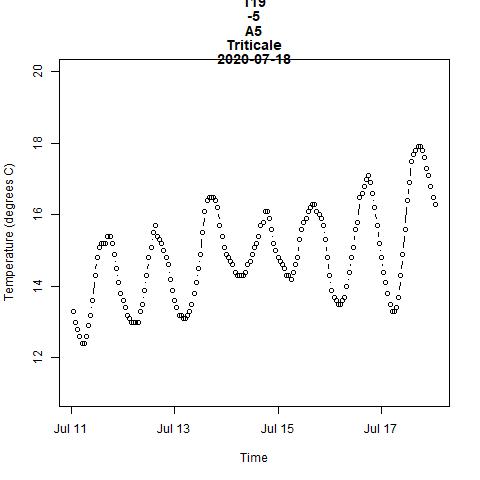 T19
-5
A5
Triticale
2020-07-18
Temperature (degrees C)
20
18
16
14
12
Jul 11
Jul 13
Jul 15
Jul 17
Time